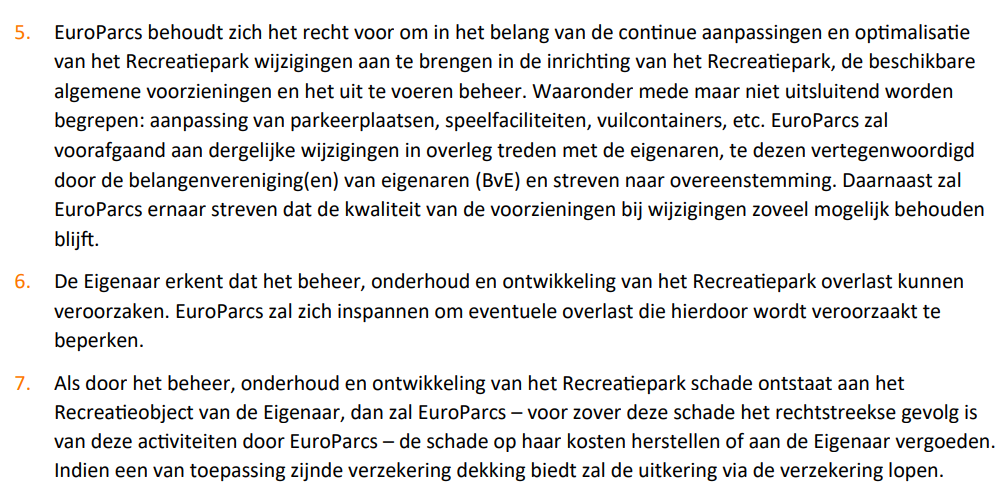 5. EuroParcs behoudt zich het recht voor om in het belang van de continue aanpassingen en optimalisatie
van het Recreatiepark wijzigingen aan te brengen in de inrichting van het Recreatiepark, de beschikbare
algemene voorzieningen en het uit te voeren beheer. Waaronder mede maar niet uitsluitend worden
begrepen: aanpassing van parkeerplaatsen, speelfaciliteiten, vuilcontainers, etc. EuroParcs zal
voorafgaand aan dergelijke wijzigingen in overleg treden met de eigenaren, te dezen vertegenwoordigd
door de belangenvereniging(en) van eigenaren (BvE) en streven naar overeenstemming. Daarnaast zal
EuroParcs ernaar streven dat de kwaliteit van de voorzieningen bij wijzigingen zoveel mogelijk behouden
blijft.
6. De Eigenaar erkent dat het beheer, onderhoud en ontwikkeling van het Recreatiepark overlast kunnen
veroorzaken. EuroParcs zal zich inspannen om eventuele overlast die hierdoor wordt veroorzaakt te
beperken.
7. Als door het beheer, onderhoud en ontwikkeling van het Recreatiepark schade ontstaat aan het
Recreatieobject van de Eigenaar, dan zal EuroParcs – voor zover deze schade het rechtstreekse gevolg is
van deze activiteiten door EuroParcs – de schade op haar kosten herstellen of aan de Eigenaar vergoeden.
Indien een van toepassing zijnde verzekering dekking biedt zal de uitkering via de verzekering lopen.